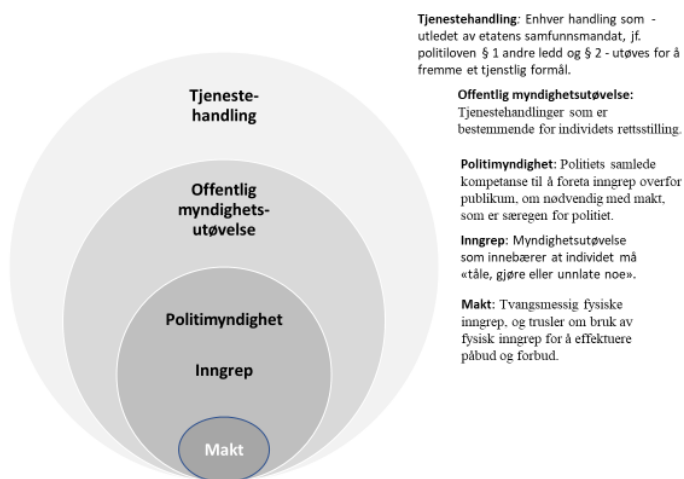 Tjenestehandling: Enhver handling som -
utledet av etatens samfunnsmandat, jf.
politiloven § 1 andre ledd og § 2 - utøves for å
fremme et tjenstlig formål.
Offentlig myndighetsutøvelse:
Tjenestehandlinger som er
bestemmende for individets rettsstilling.
Politimyndighet: Politiets samlede
kompetanse til å foreta inngrep overfor
publikum, om nødvendig med makt,
som er særegen for politiet.
Inngrep: Myndighetsutøvelse
som innebærer at individet må
«tåle, gjøre eller unnlate noe».
Makt: Tvangsmessig fysiske
inngrep, og trusler om bruk av
fysisk inngrep for å effektuere
påbud og forbud.
Tjeneste-
handling
Offentlig
myndighets-
utøvelse
Politimyndighet
Inngrep
Makt